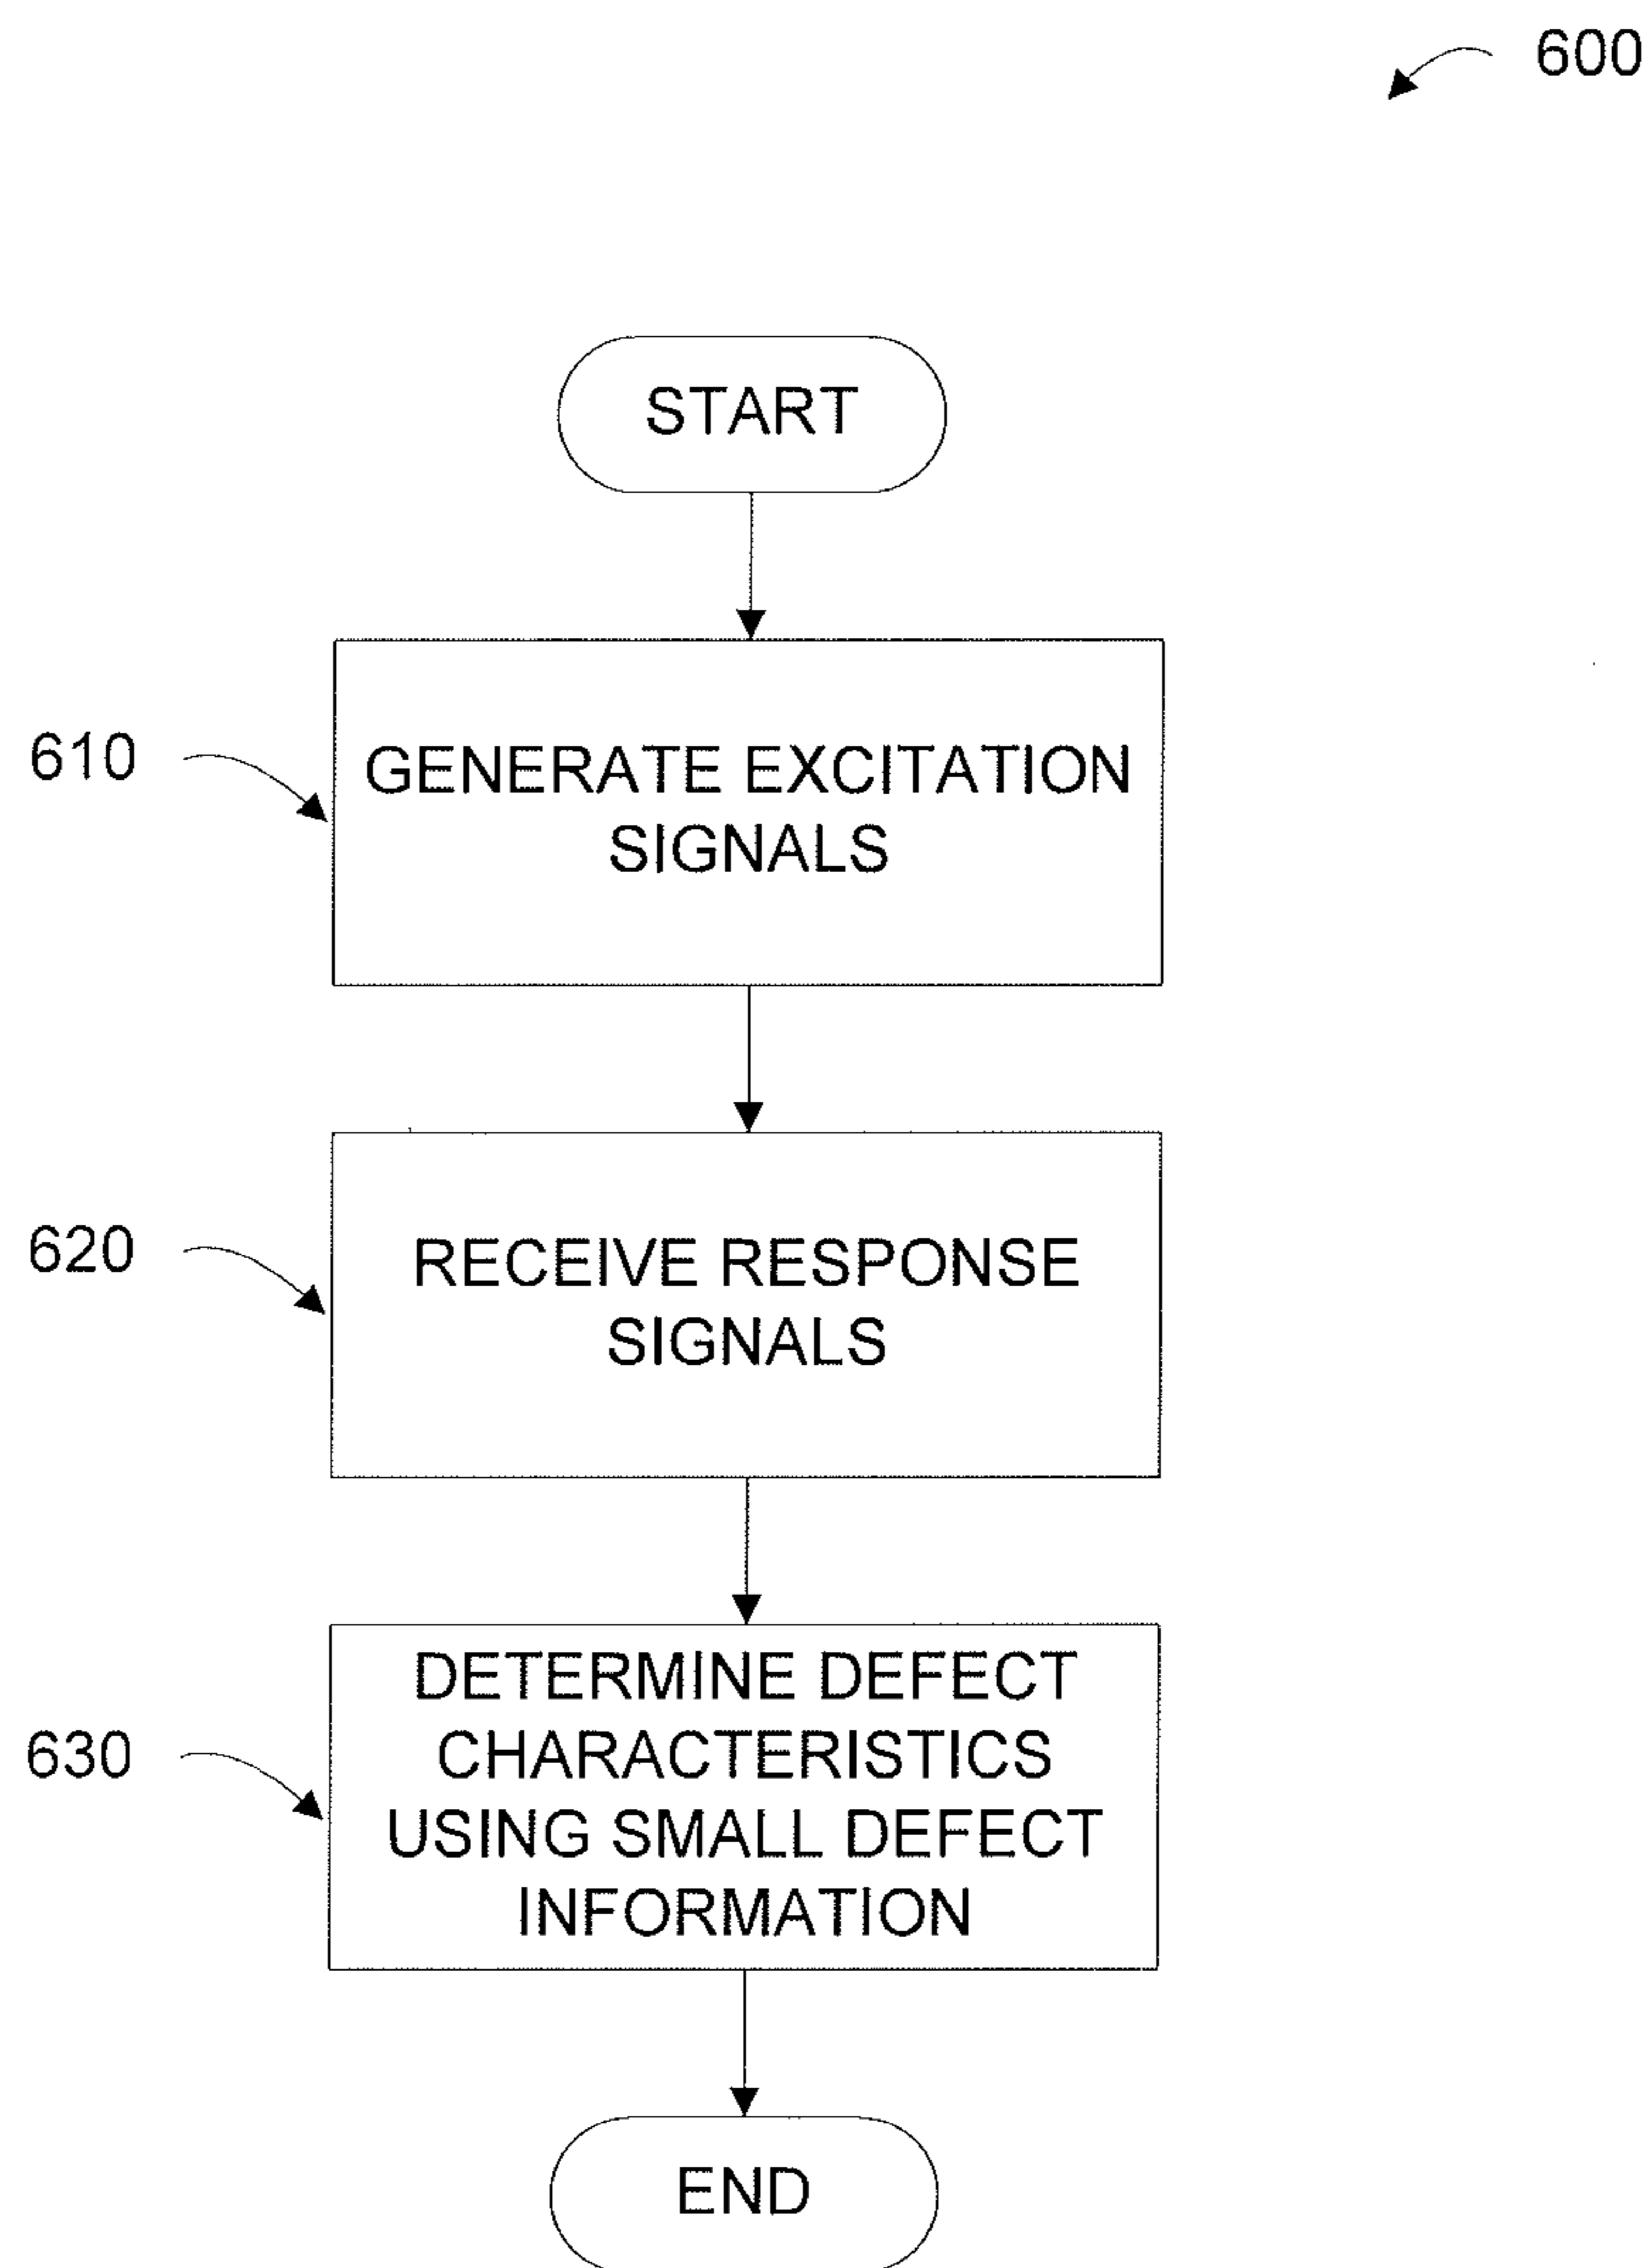 600
START
610
GENERATE EXCITATION
SIGNALS
620
RECEIVE RESPONSE
SIGNALS
630
DETERMINE DEFECT
CHARACTERISTICS
USING SMALL DEFECT
INFORMATION
END